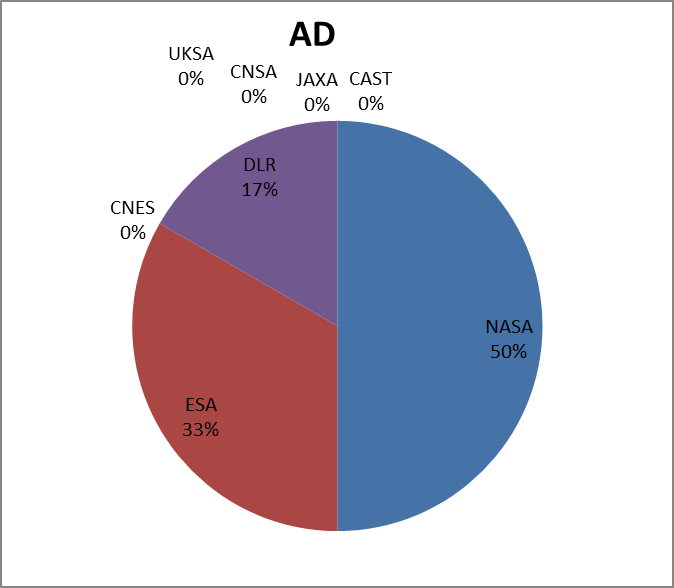 AD
UKSA
0%
CNSA
0%
JAXA
0%
CAST
0%
DLR
17%
CNES
0%
NASA
50%
ESA
33%